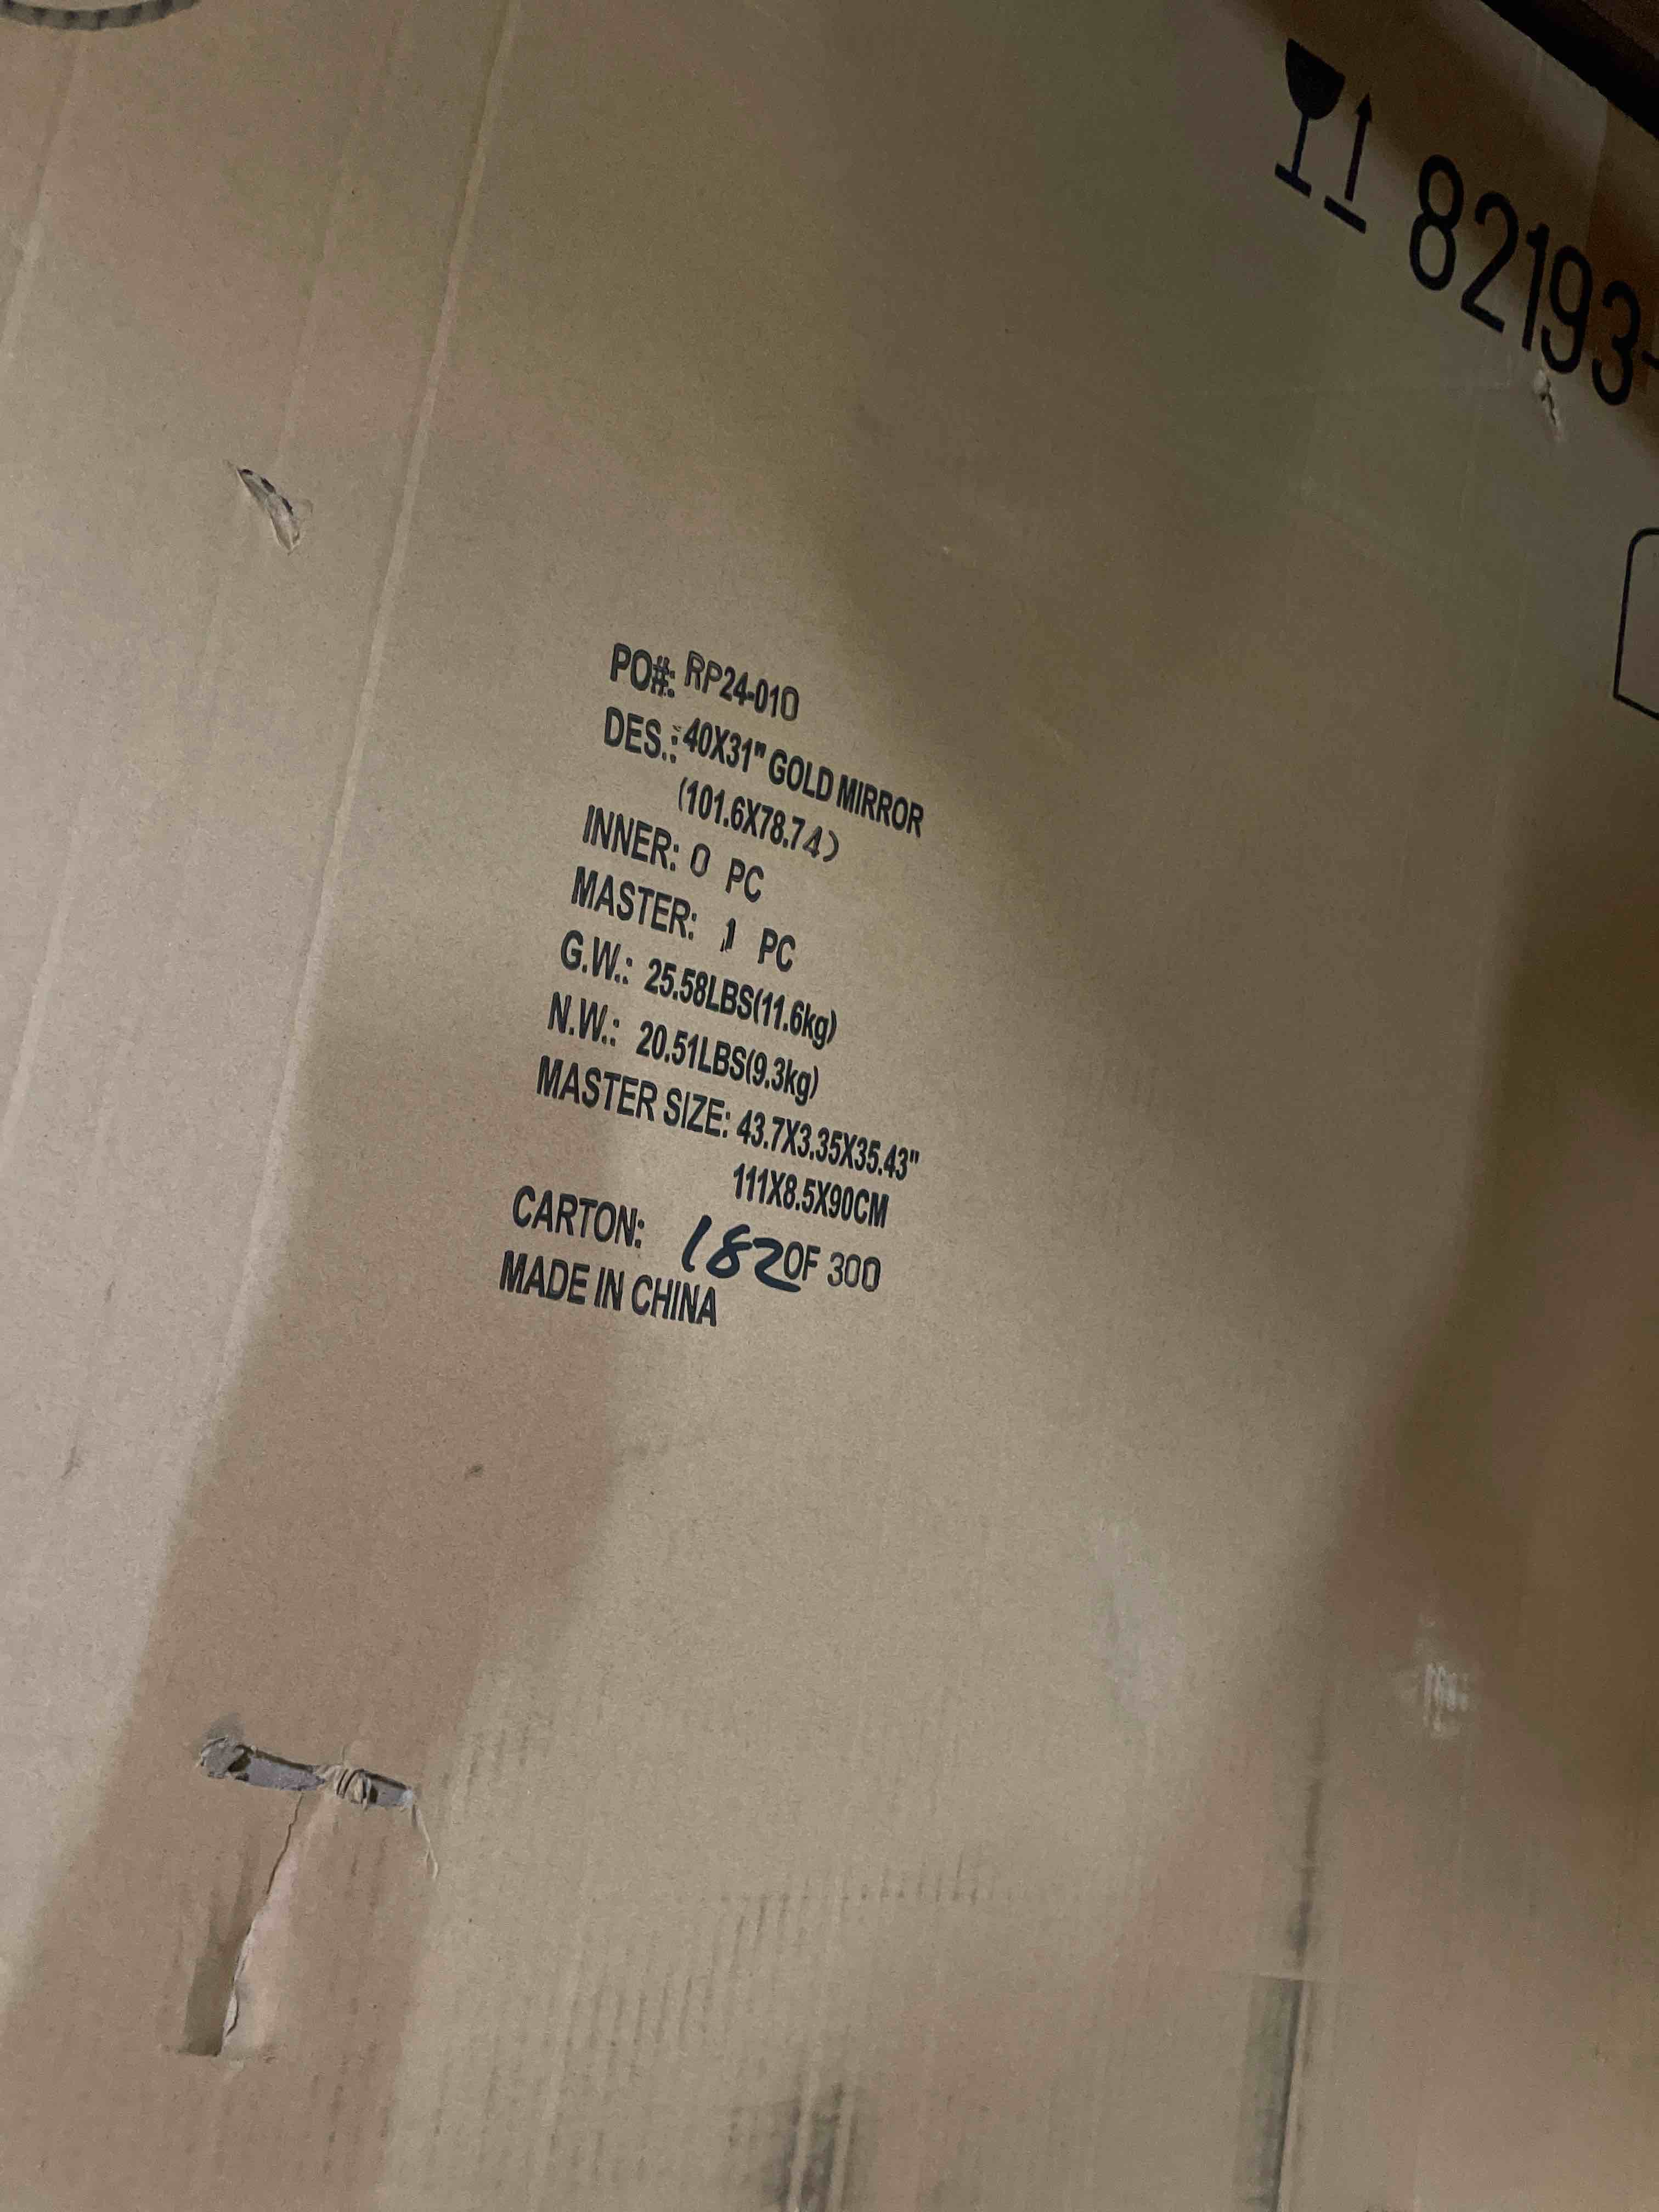 82193-
PO#: RP24-010
DES.: 40X31" GOLD MIRROR
(101.6X78.74)
INNER: 0 PC
MASTER: 1 PC
G.W.: 25.58LBS(11.6kg)
N.W.: 20.51LBS(9.3kg)
MASTER SIZE: 43.7X3.35X35.43"
111X8.5X90CM
CARTON: 182 OF 300
MADE IN CHINA